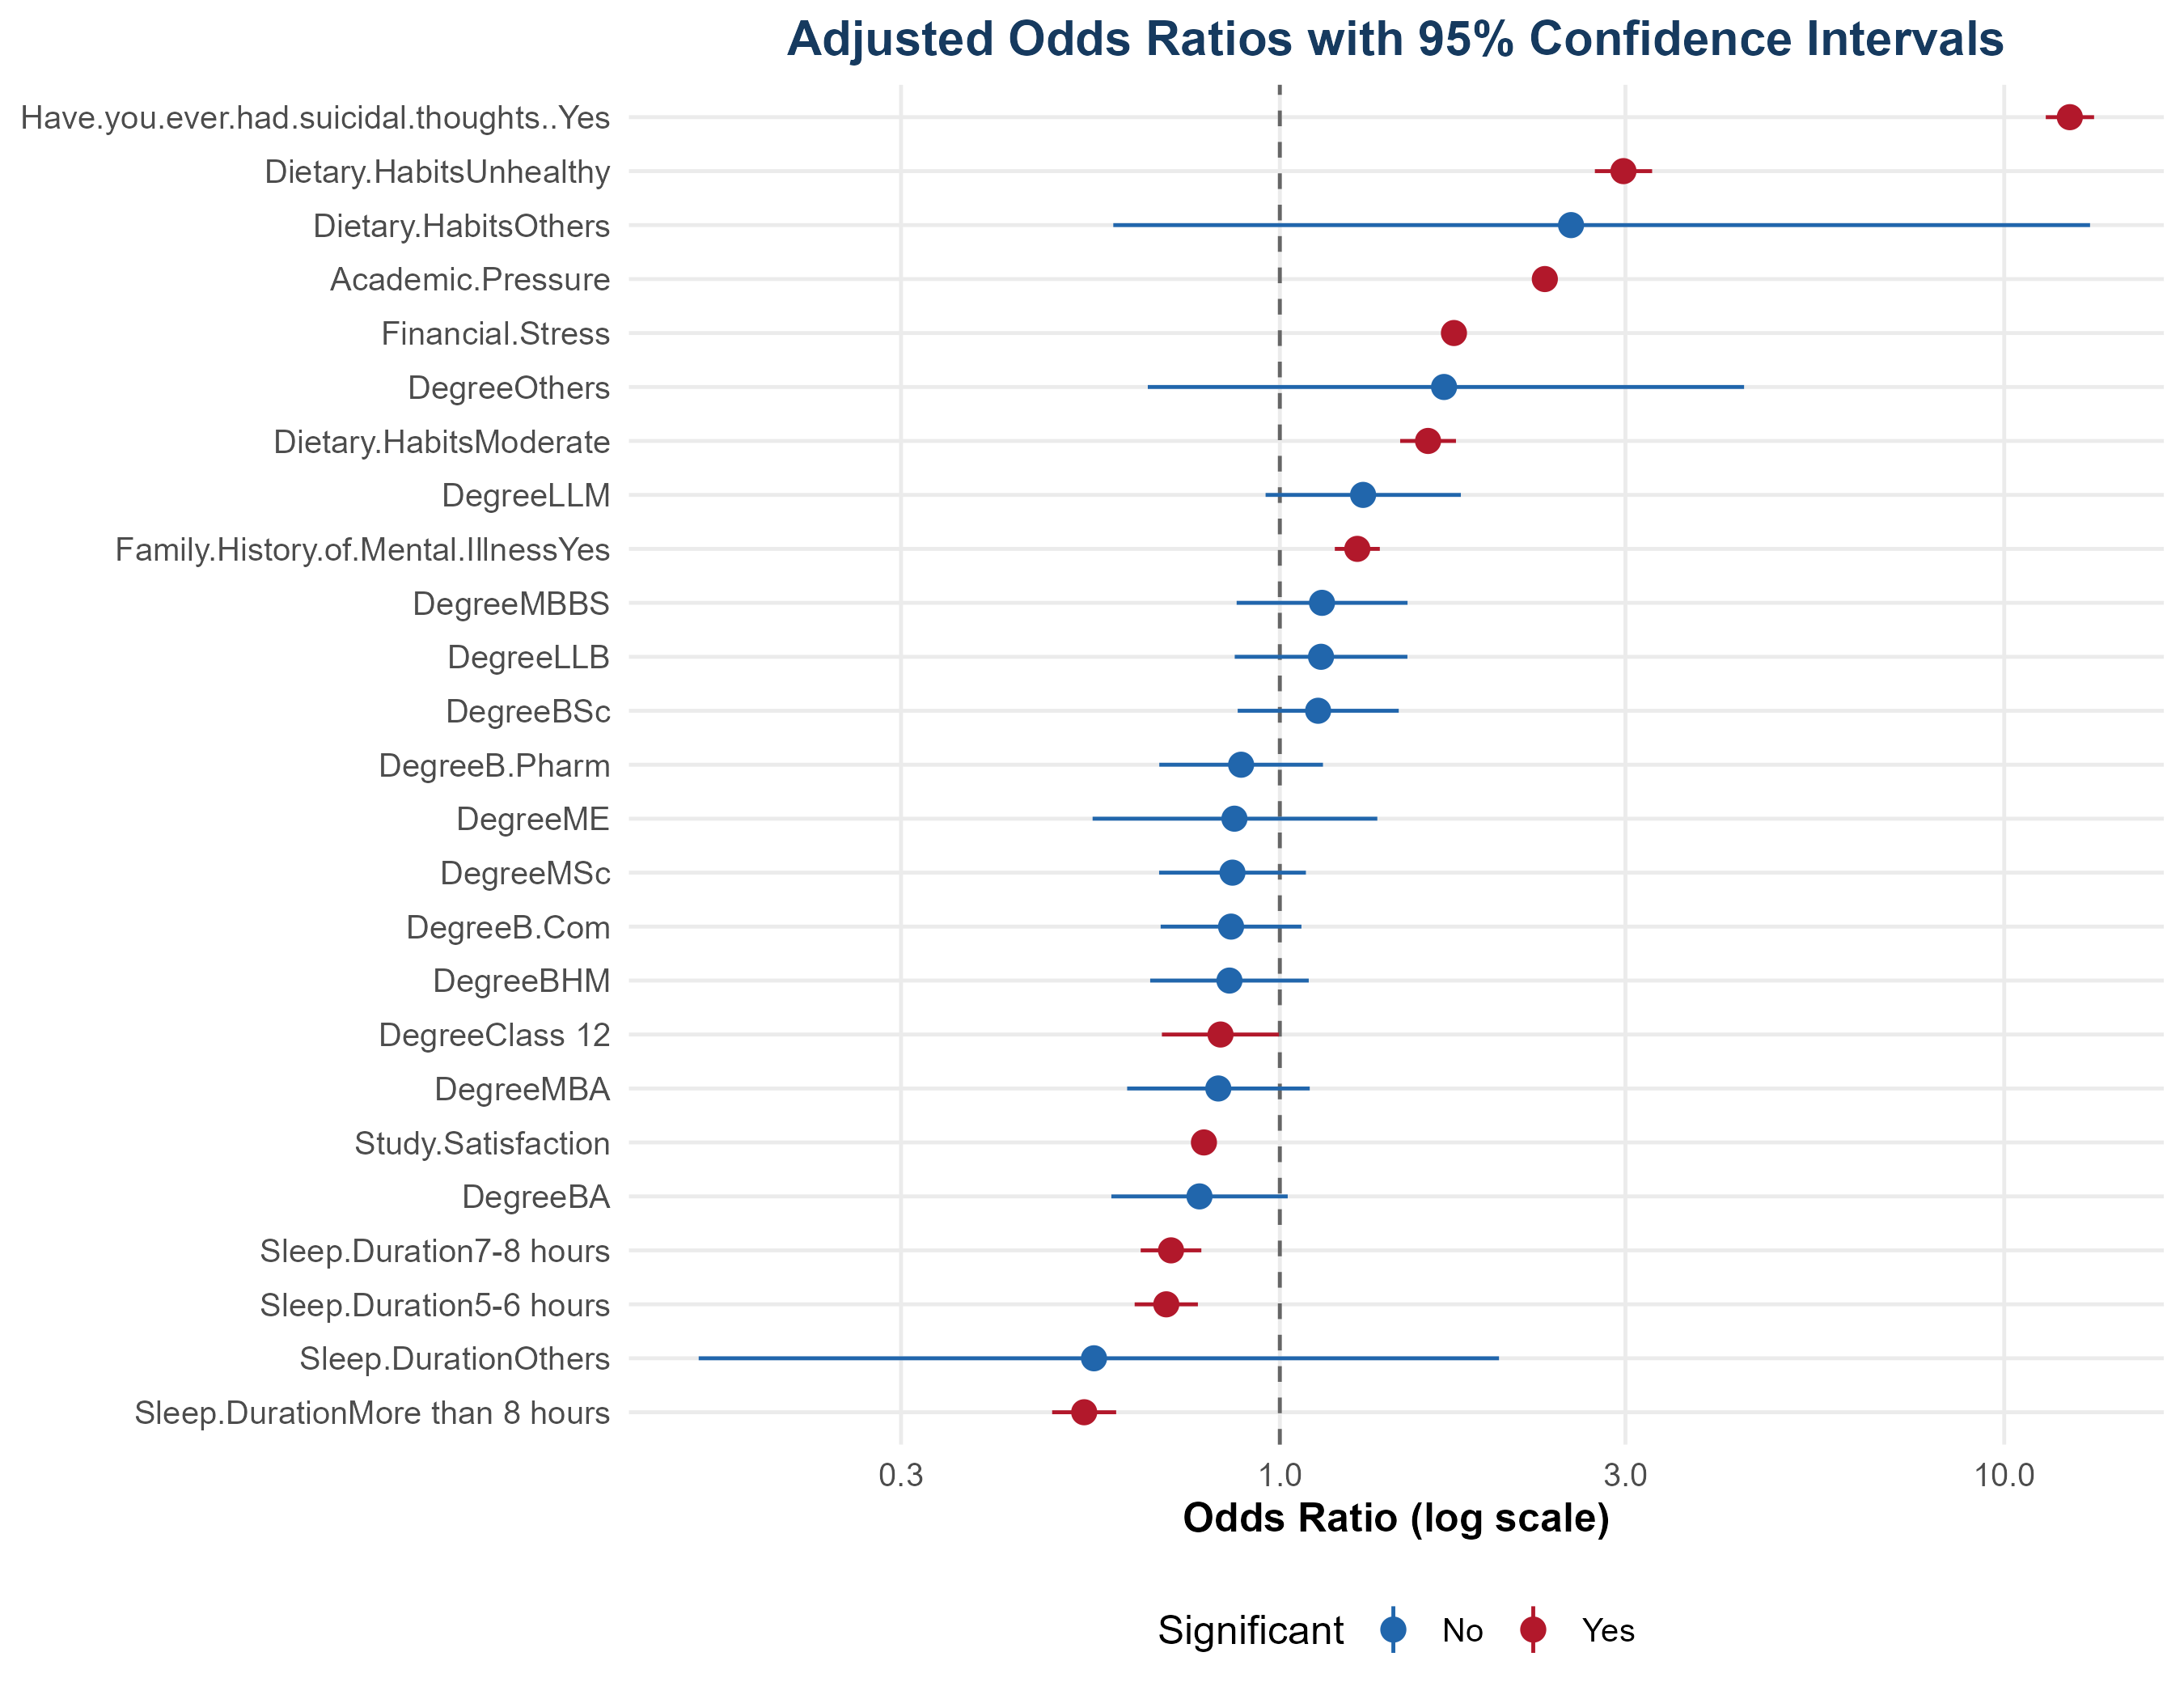 Adjusted Odds Ratios with 95% Confidence Intervals
Have.you.ever.had.suicidal.thoughts..Yes
Dietary.HabitsUnhealthy
Dietary.HabitsOthers
Academic.Pressure
Financial.Stress
DegreeOthers
Dietary.HabitsModerate
DegreeLLM
Family.History.of.Mental.IllnessYes
DegreeMBBS
DegreeLLB
DegreeBSc
DegreeB.Pharm
DegreeME
DegreeMSc
DegreeB.Com
DegreeBHM
DegreeClass 12
DegreeMBA
Study.Satisfaction
DegreeBA
Sleep.Duration7-8 hours
Sleep.Duration5-6 hours
Sleep.DurationOthers
Sleep.DurationMore than 8 hours
0.3 1.0 3.0 10.0
Odds Ratio (log scale)
Significant No Yes